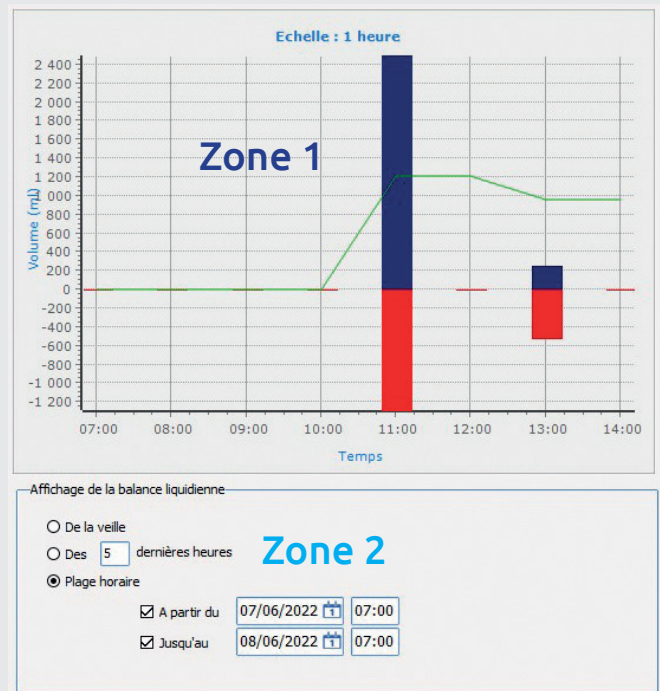 Echelle : 1 heure
2 400
2 200
2 000
1 800
1 600
1 400
1 200
000
800
600
400
200
0
-200
-400
-600
-800
-1 000
-1 200
Volume (ml)
Zone 1
07:00 08:00 09:00 10:00 11:00 12:00 13:00 14:00
Temps
Affichage de la balance liquidienne
De la veille
Des 5 dernières heures
Zone 2
Plage horaire
A partir du 07/06/2022 1 07:00
Jusqu'au 08/06/2022 1 07:00